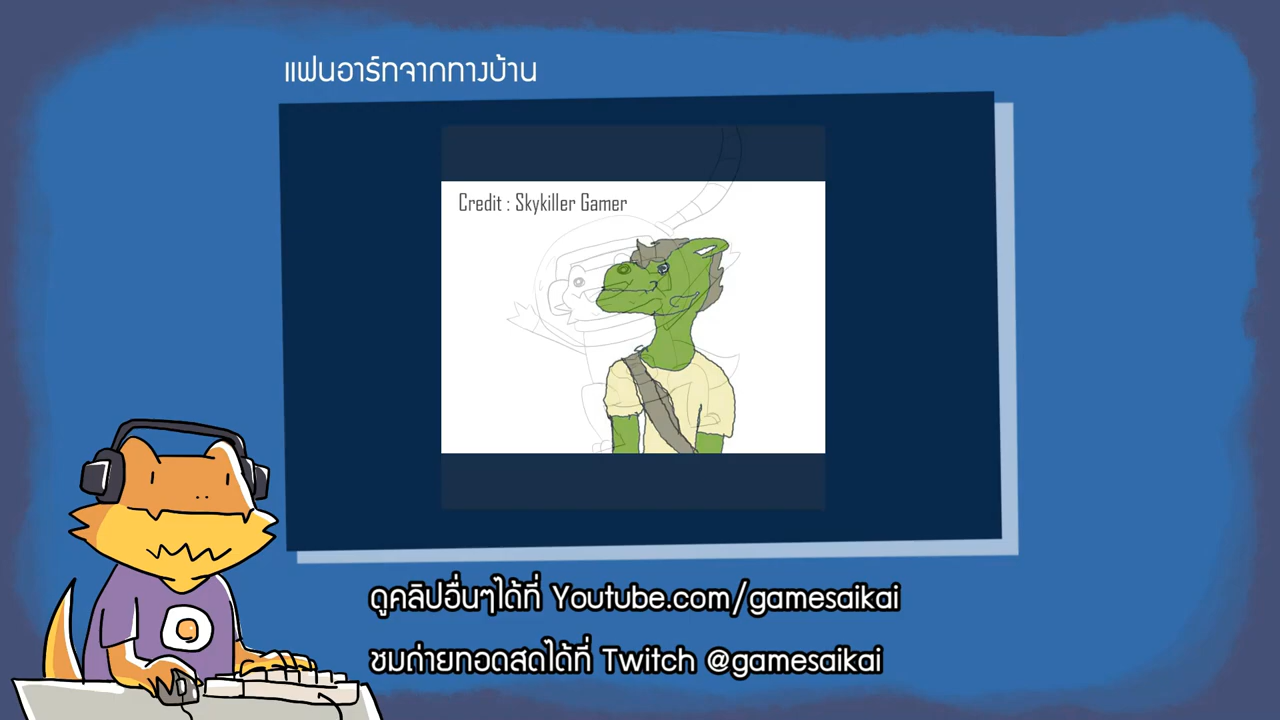 แฟนอาร์ทจากทางบ้าน
Credit : Skykiller Gamer
ดูคลิปอื่นๆได้ที่ Youtube.com/gamesaikai
ชมถ่ายทอดสดได้ที่ Twitch @gamesaikai